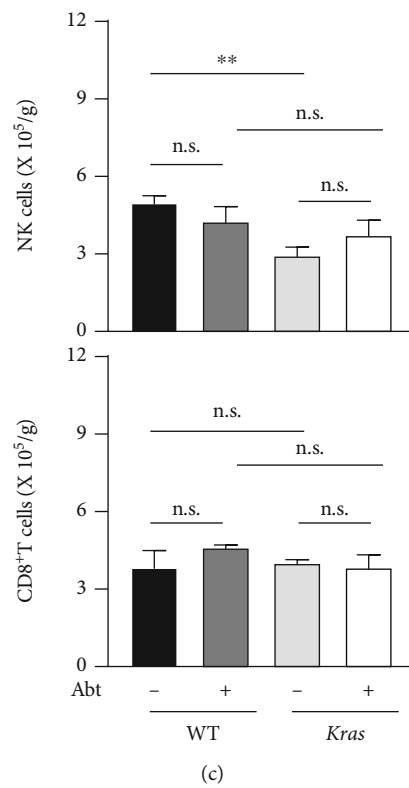 12
9
6
3
0
NK cells (X 10⁵/g)
**
n.s.
n.s.
n.s.
12
9
6
3
0
CD8⁺T cells (X 10⁵/g)
n.s.
n.s.
n.s.
n.s.
Abt – + – +
WT Kras
(c)